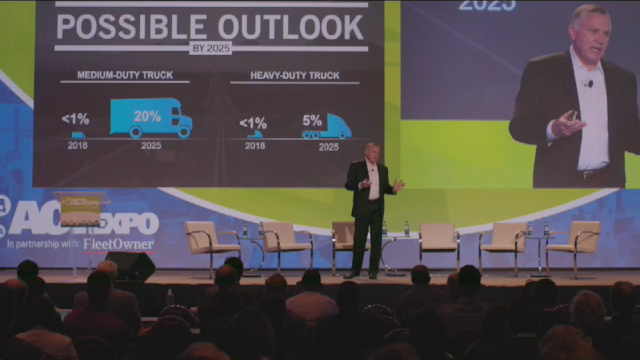 POSSIBLE OUTLOOK
BY 2025
MEDIUM-DUTY TRUCK
HEAVY-DUTY TRUCK
<1%
20%
<1%
5%
2018
2025
2018
2025
2025
ACT EXPO
In partnership with: FleetOwner